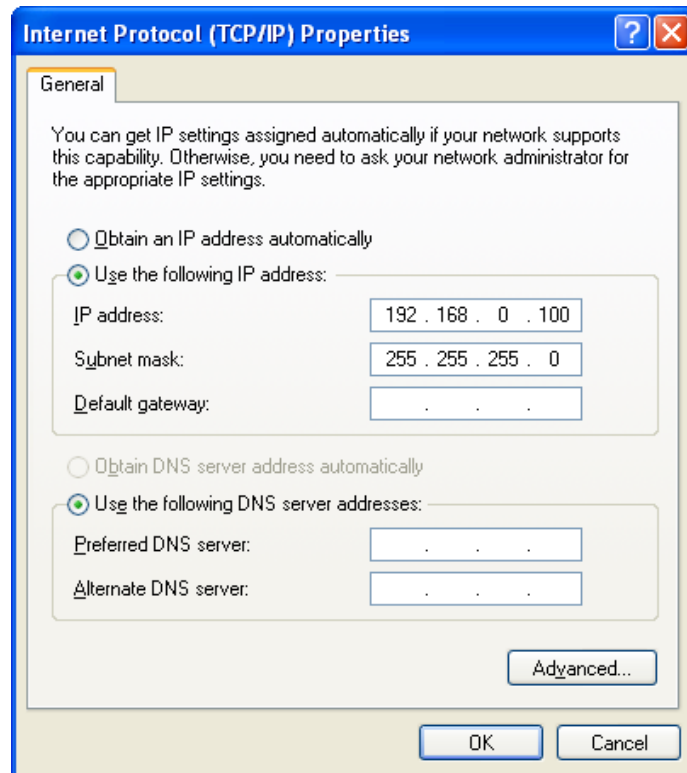 Internet Protocol (TCP/IP) Properties
General
You can get IP settings assigned automatically if your network supports
this capability. Otherwise, you need to ask your network administrator for
the appropriate IP settings.
Obtain an IP address automatically
Use the following IP address:
IP address: 192 . 168 . 0 . 100
Subnet mask: 255 . 255 . 255 . 0
Default gateway: . . .
Obtain DNS server address automatically
Use the following DNS server addresses:
Preferred DNS server: . . .
Alternate DNS server: . . .
Advanced...
OK Cancel